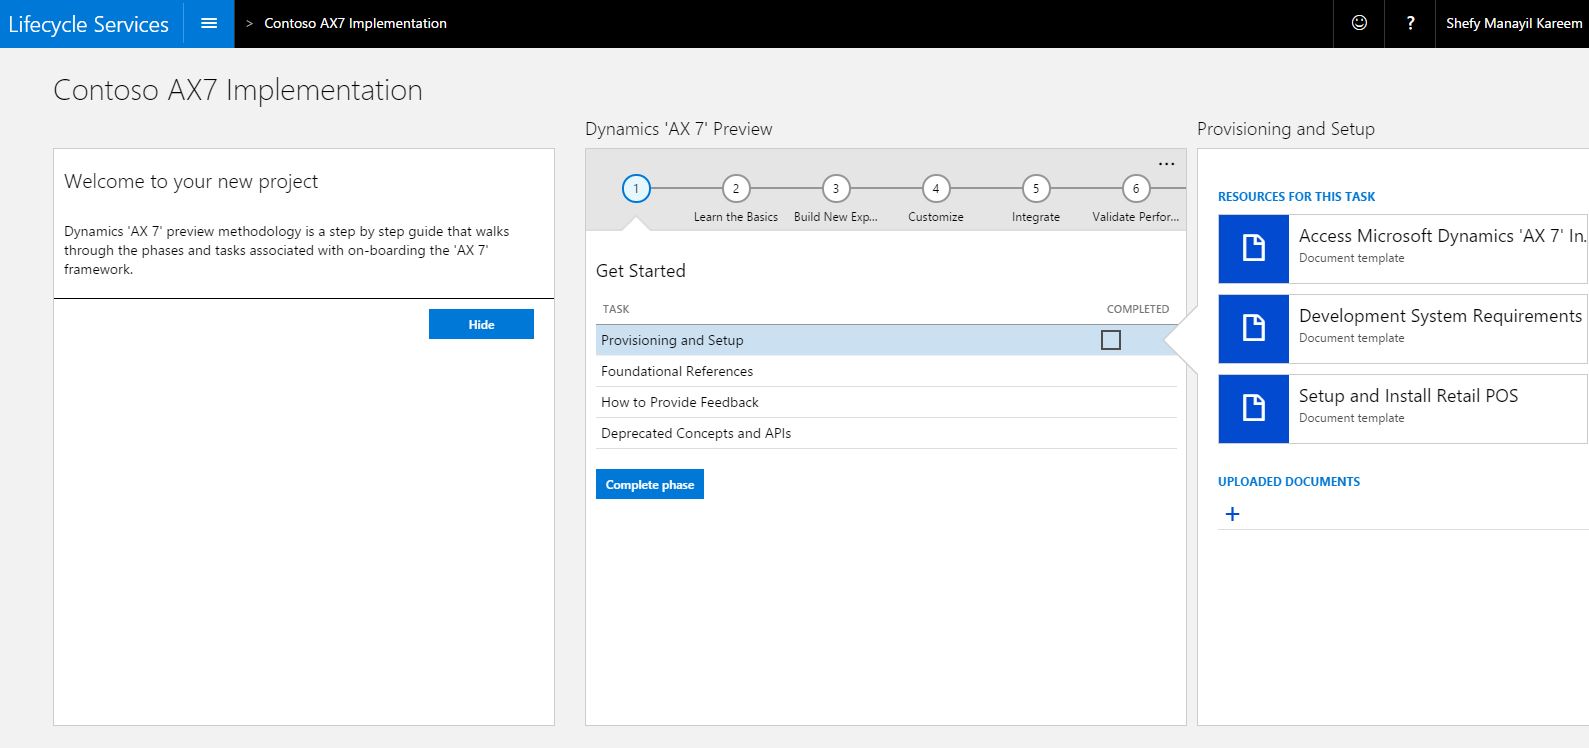 Lifecycle Services
> Contoso AX7 Implementation
?
Shefy Manayil Kareem
Contoso AX7 Implementation
Welcome to your new project
Dynamics 'AX 7' preview methodology is a step by step guide that walks
through the phases and tasks associated with on-boarding the 'AX 7'
framework.
Hide
Dynamics 'AX 7' Preview
...
1
2
3
4
5
6
Learn the Basics
Build New Exp...
Customize
Integrate
Validate Perfor...
Get Started
TASK
COMPLETED
Provisioning and Setup
Foundational References
How to Provide Feedback
Deprecated Concepts and APIs
Complete phase
Provisioning and Setup
RESOURCES FOR THIS TASK
Access Microsoft Dynamics 'AX 7' In.
Document template
Development System Requirements
Document template
Setup and Install Retail POS
Document template
UPLOADED DOCUMENTS
+